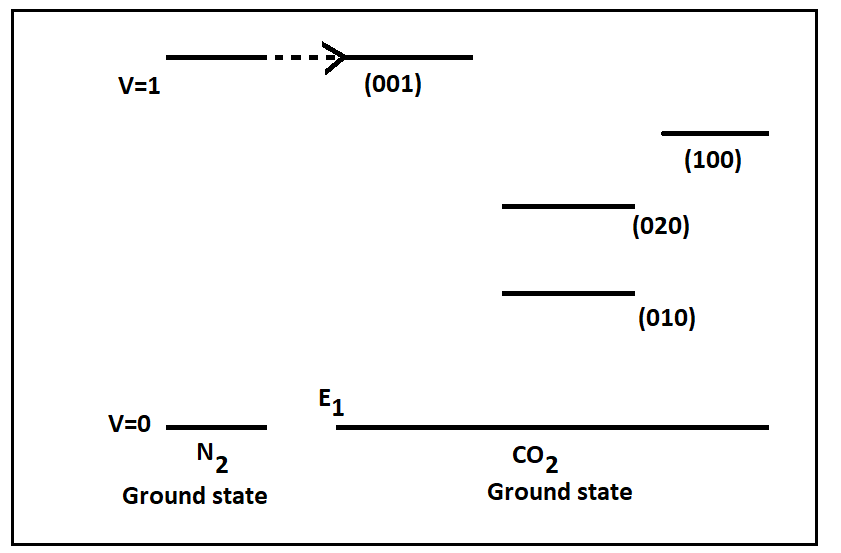 V=1
(001)
(100)
(020)
(010)
E1
V=0
N2
CO2
Ground state
Ground state